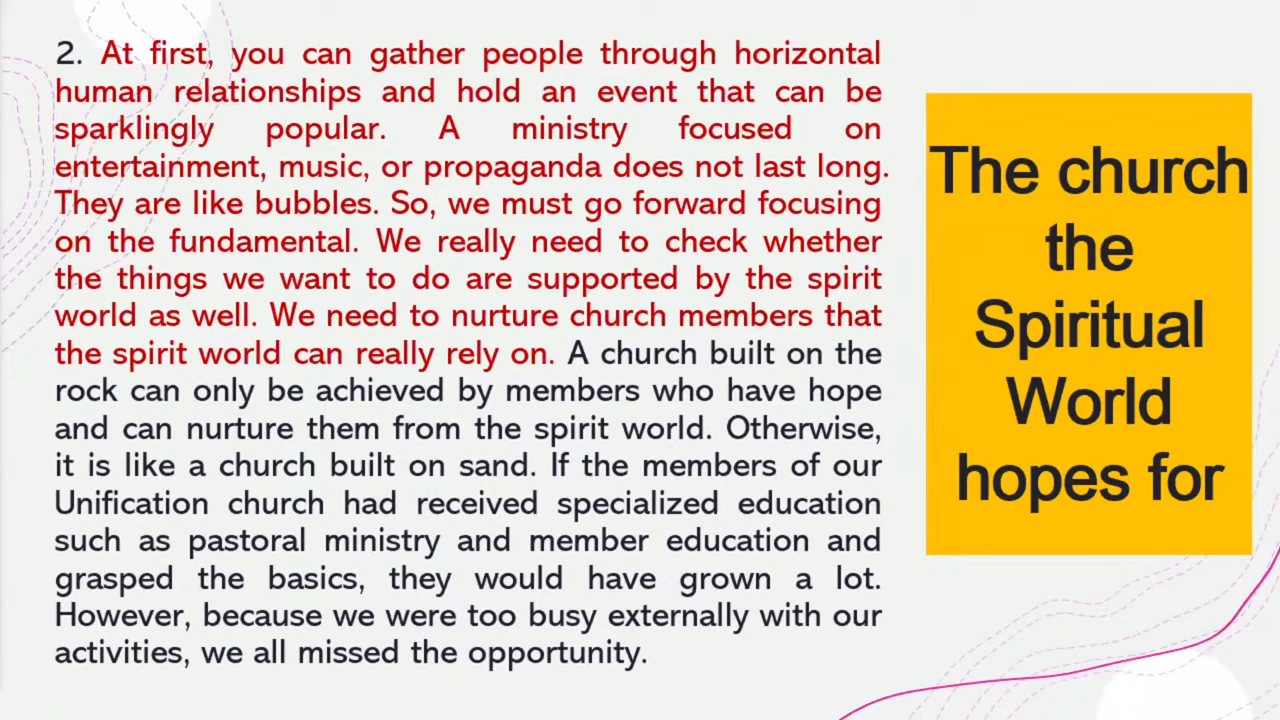 2. At first, you can gather people through horizontal
human relationships and hold an event that can be
sparklingly popular. A ministry focused on
entertainment, music, or propaganda does not last long.
They are like bubbles. So, we must go forward focusing
on the fundamental. We really need to check whether
the things we want to do are supported by the spirit
world as well. We need to nurture church members that
the spirit world can really rely on. A church built on the
rock can only be achieved by members who have hope
and can nurture them from the spirit world. Otherwise,
it is like a church built on sand. If the members of our
Unification church had received specialized education
such as pastoral ministry and member education and
grasped the basics, they would have grown a lot.
However, because we were too busy externally with our
activities, we all missed the opportunity.
The church
the
Spiritual
World
hopes for